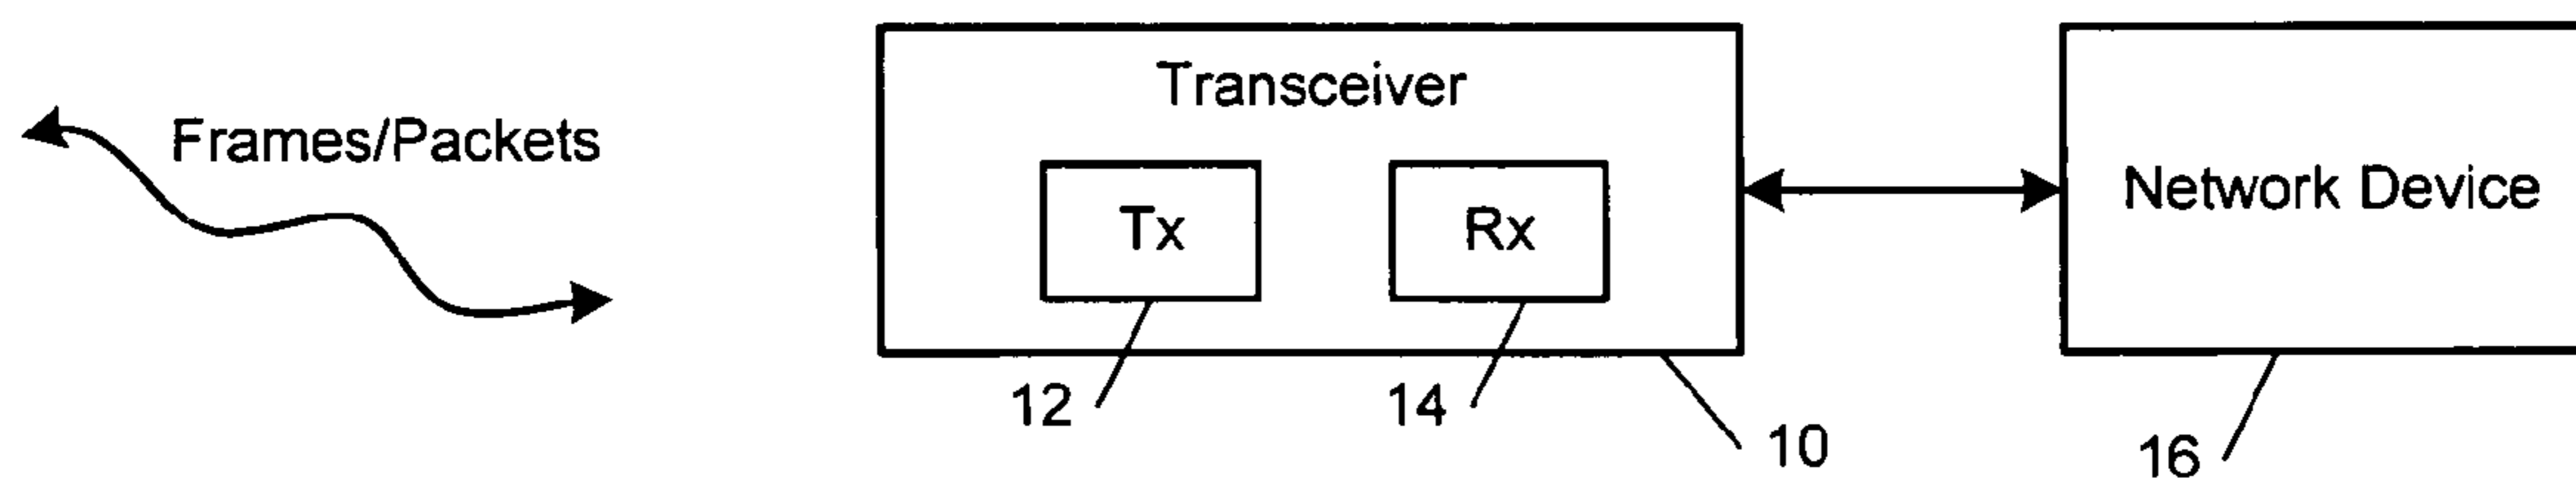 Transceiver
Frames/Packets
Tx
Rx
Network Device
12
14
10
16